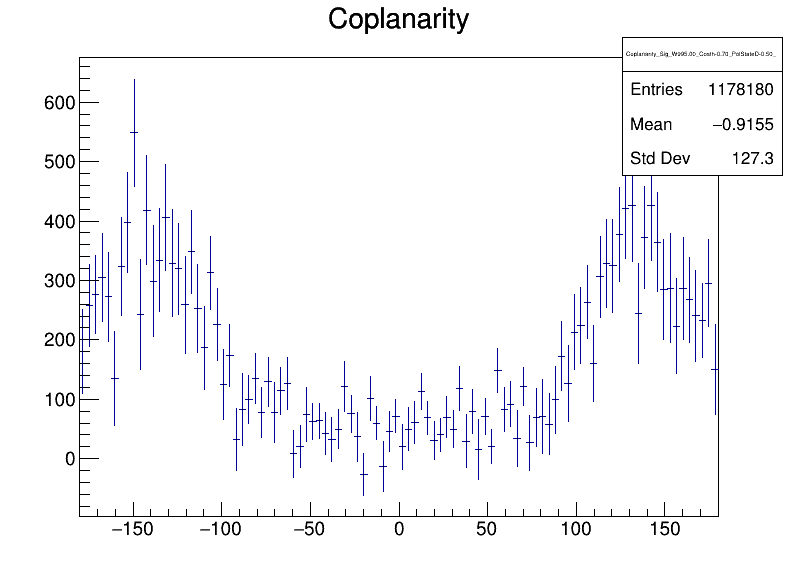 Coplanarity
Coplanarity_Sig_W995.00_Costh-0.70_PolStateD-0.50_
Entries 1178180
Mean −0.9155
Std Dev 127.3
600
500
400
300
200
100
0
−150 −100 −50 0 50 100 150